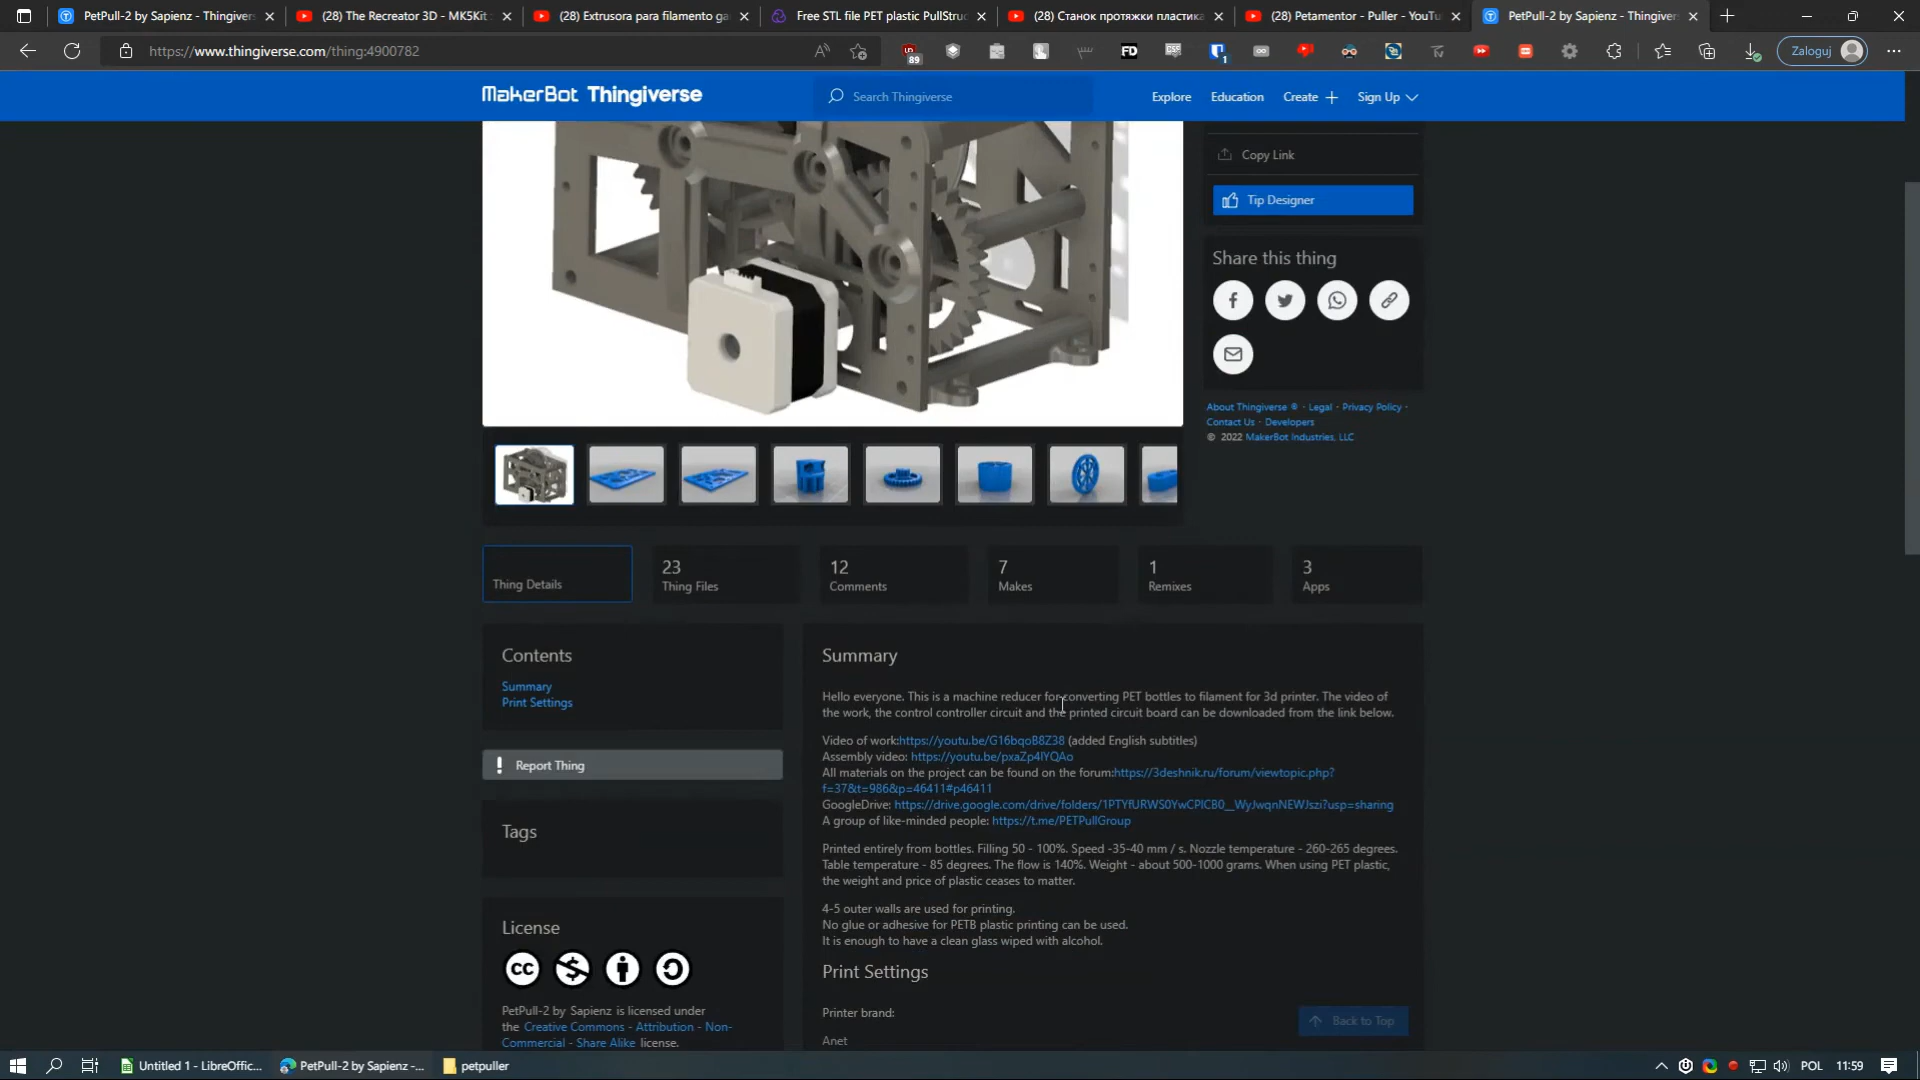 PetPull-2 by Sapienz - Thingivers
(28) The Recreator 3D - MK5Kit
(28) Extrusora para filamento ga
Free STL file PET plastic PullStruc
(28) Станок протяжки пластика
(28) Petamentor - Puller - YouTu
PetPull-2 by Sapienz - Thingiver
https://www.thingiverse.com/thing:4900782
89
FD
1
Zaloguj
MakerBot Thingiverse
Search Thingiverse
Explore
Education
Create
Sign Up
Copy Link
Tip Designer
Share this thing
About Thingiverse ® · Legal · Privacy Policy ·
Contact Us · Developers
© 2022 MakerBot Industries, LLC
Thing Details
23
Thing Files
12
Comments
7
Makes
1
Remixes
3
Apps
Contents
Summary
Print Settings
Report Thing
Tags
License
PetPull-2 by Sapienz is licensed under
the Creative Commons - Attribution - Non-
Commercial - Share Alike license.
Summary
Hello everyone. This is a machine reducer for converting PET bottles to filament for 3d printer. The video of
the work, the control controller circuit and the printed circuit board can be downloaded from the link below.
Video of work:https://youtu.be/G16bqoB8Z38 (added English subtitles)
Assembly video: https://youtu.be/pxaZp4IYQAo
All materials on the project can be found on the forum:https://3deshnik.ru/forum/viewtopic.php?
f=37&t=986&p=46411#p46411
GoogleDrive: https://drive.google.com/drive/folders/1PTYfURWS0YwCPlCB0__WyJwqnNEWJszi?usp=sharing
A group of like-minded people: https://t.me/PETPullGroup
Printed entirely from bottles. Filling 50 - 100%. Speed -35-40 mm / s. Nozzle temperature - 260-265 degrees.
Table temperature - 85 degrees. The flow is 140%. Weight - about 500-1000 grams. When using PET plastic,
the weight and price of plastic ceases to matter.
4-5 outer walls are used for printing.
No glue or adhesive for PETB plastic printing can be used.
It is enough to have a clean glass wiped with alcohol.
Print Settings
Printer brand:
Anet
Back to Top
Untitled 1 - LibreOffic...
PetPull-2 by Sapienz -...
petpuller
POL
11:59